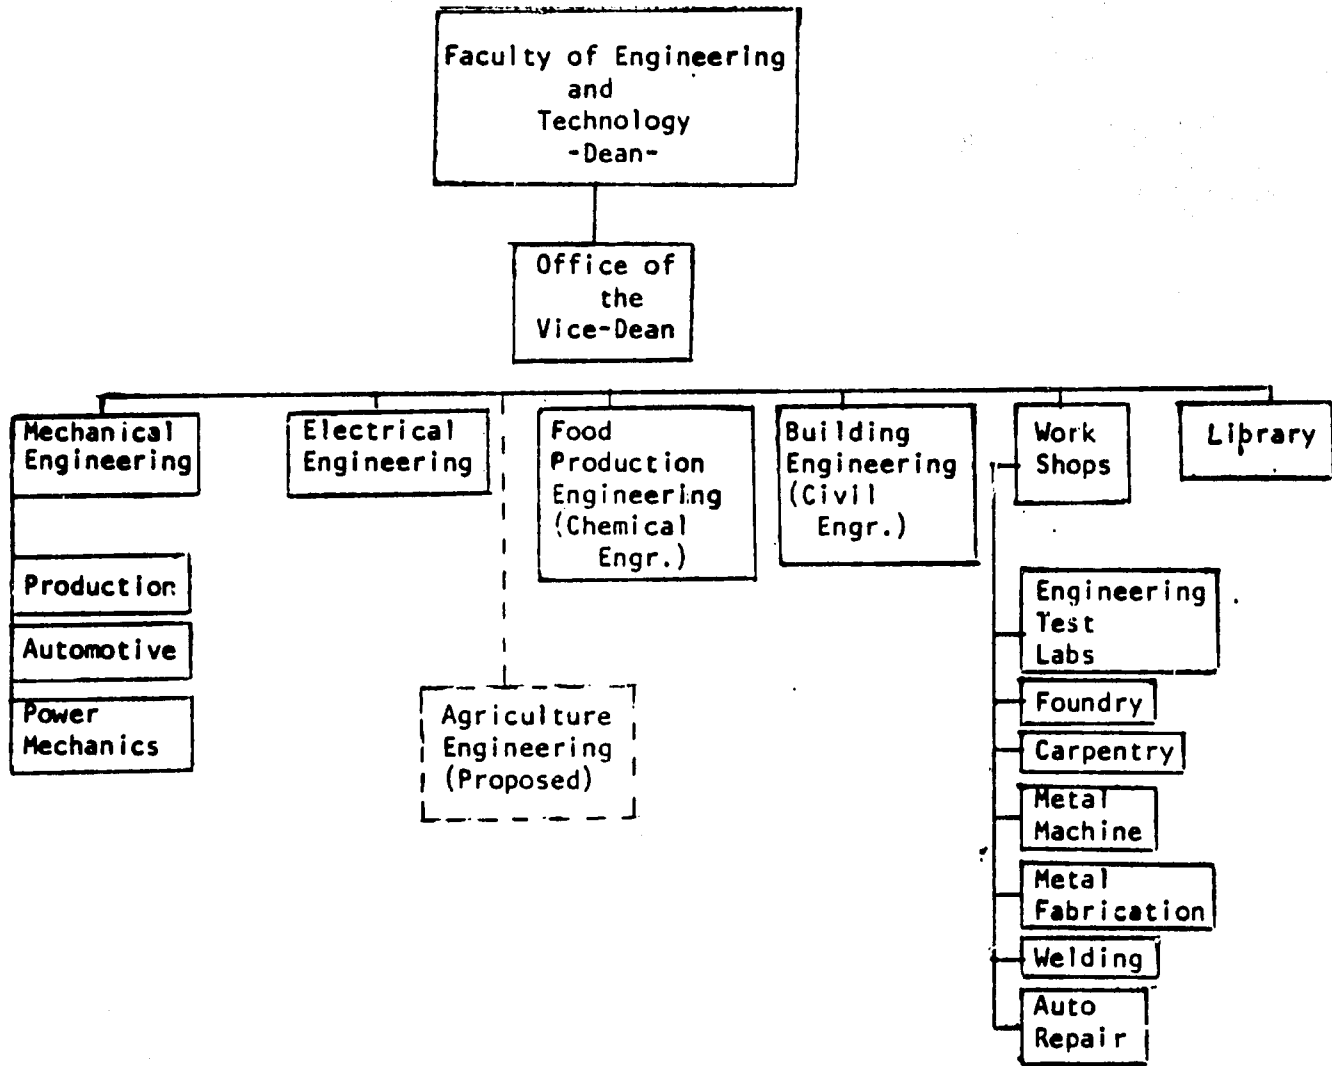 Faculty of Engineering
and
Technology
-Dean-
Office of
the
Vice-Dean
Mechanical
Engineering
Electrical
Engineering
Food
Production
Engineering
(Chemical
Engr.)
Building
Engineering
(Civil
Engr.)
Work
Shops
Library
Production
Automotive
Power
Mechanics
Agriculture
Engineering
(Proposed)
Engineering
Test
Labs
Foundry
Carpentry
Metal
Machine
Metal
Fabrication
Welding
Auto
Repair